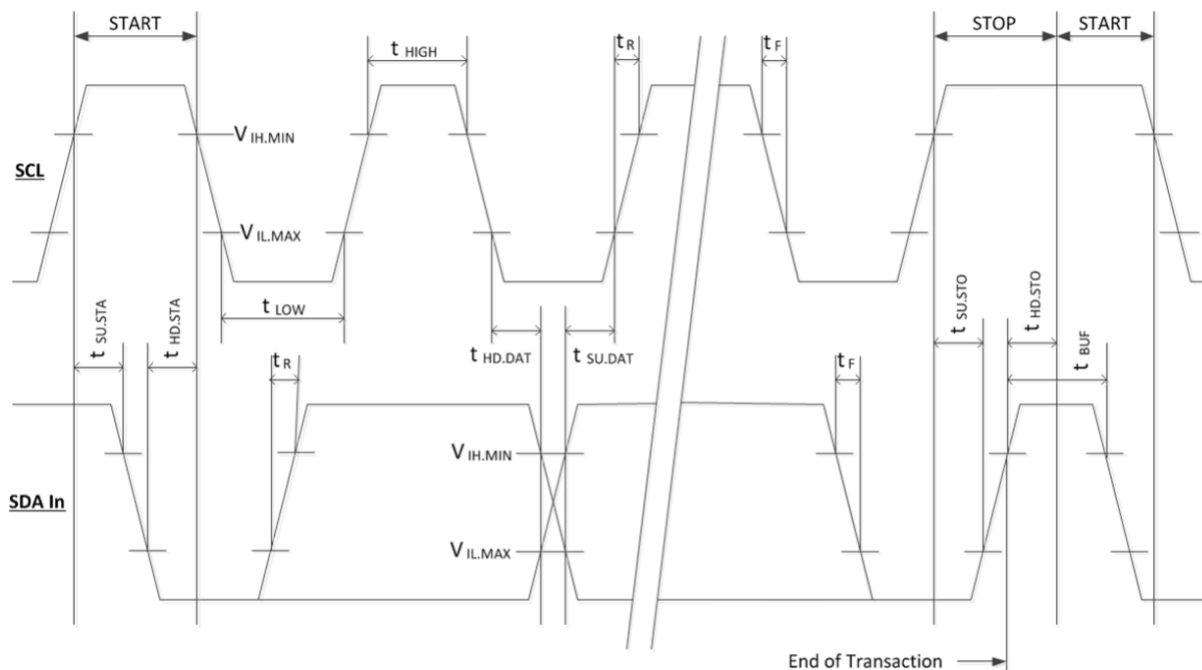 START
STOP
START
t HIGH
t R
t F
V IH.MIN
SCL
V IL.MAX
t LOW
t SU.STA
t HD.STA
t R
t HD.DAT
t SU.DAT
t F
t SU.STO
t HD.STO
t BUF
V IH.MIN
SDA In
V IL.MAX
End of Transaction